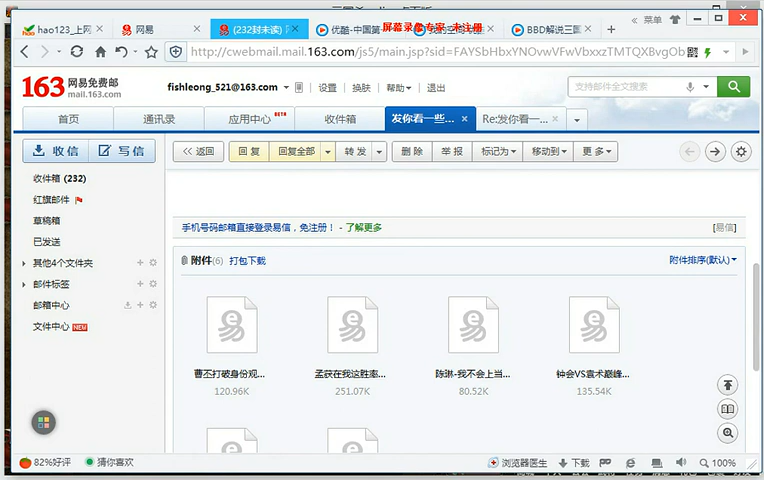 hao123_上网
网易
(232封未读)
优酷-中国第一
BBD解说三国
菜单
屏幕录像专家 未注册
http://cwebmail.mail.163.com/js5/main.jsp?sid=FAYSbHbxYNOvwVFwVbxxzTMTQXBvgOb
163 网易免费邮
mail.163.com
fishleong_521@163.com
设置
换肤
帮助
退出
支持邮件全文搜索
首页
通讯录
应用中心 BETA
收件箱
发你看一些...
Re:发你看一...
收信
写信
<< 返回
回复
回复全部
转发
删除
举报
标记为
移动到
更多
收件箱 (232)
红旗邮件
草稿箱
已发送
其他4个文件夹
邮件标签
邮箱中心
文件中心 NEW
手机号码邮箱直接登录易信，免注册！ - 了解更多
[易信]
附件(6) 打包下载
附件排序(默认)
曹丕打破身份观...
120.96K
孟获在我这胜率...
251.07K
陈琳-我不会上当...
80.52K
钟会VS袁术巅峰...
135.54K
82%好评
猜你喜欢
浏览器医生
下载
100%